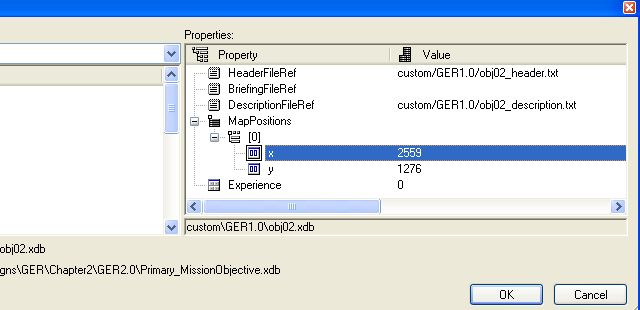 Properties:
Property Value
HeaderFileRef custom/GER1.0/obj02_header.txt
BriefingFileRef
DescriptionFileRef custom/GER1.0/obj02_description.txt
MapPositions
[0]
x 2559
y 1276
Experience 0
custom\GER1.0\obj02.xdb
obj02.xdb
gns\GER\Chapter2\GER2.0\Primary_MissionObjective.xdb
OK Cancel